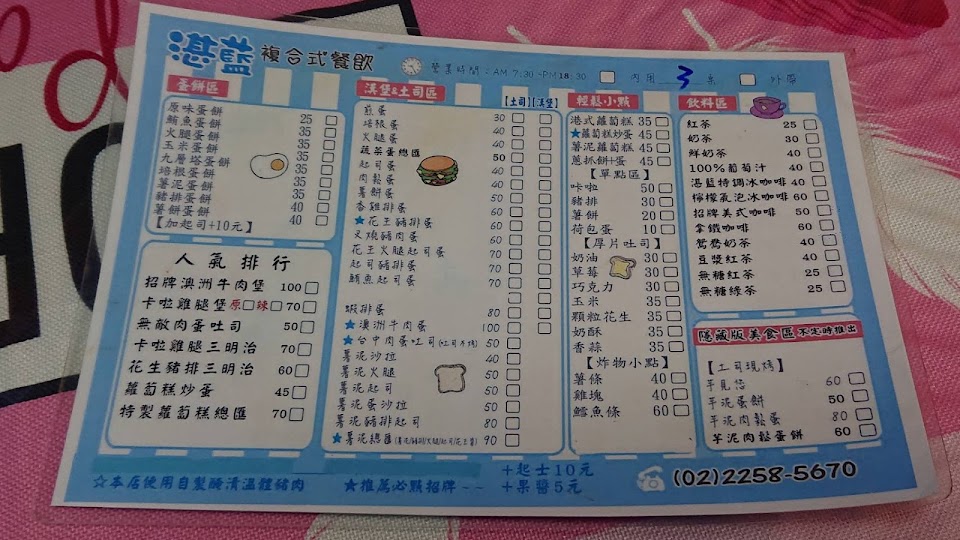 湛藍 複合式餐飲 營業時間：AM 7:30 ~PM18:30 □ 內用 3 桌 □ 外帶
蛋餅區
原味蛋餅 25
鮪魚蛋餅 35
火腿蛋餅 35
玉米蛋餅 35
九層塔蛋餅 35
培根蛋餅 35
薯泥蛋餅 35
豬排蛋餅 40
薯餅蛋餅 40
【加起司+10元】
人氣排行
招牌澳洲牛肉堡 100□
卡啦雞腿堡原□辣□ 70□
無敵肉蛋吐司 50□
卡啦雞腿三明治 70□
花生豬排三明治 60□
蘿蔔糕炒蛋 45□
特製蘿蔔糕總匯 70□
漢堡&土司區 【土司】【漢堡】
煎蛋 30
培根蛋 40
火腿蛋 40
蔬菜蛋總匯 50
起司蛋 40
肉鬆蛋 40
薯餅蛋 50
香雞排蛋 60
★花王豬排蛋 60
叉燒豬肉蛋 60
花王火腿起司蛋 70
起司豬排蛋 70
鮪魚起司蛋 70
蝦排蛋 80
★澳洲牛肉蛋 100
★台中肉蛋吐司 50
薯泥沙拉 40
薯泥火腿 50
薯泥起司 50
薯泥蛋沙拉 50
薯泥豬排起司 80
★薯泥總匯 90
輕鬆小點
港式蘿蔔糕 35□
★蘿蔔糕炒蛋 45□
薯泥蘿蔔糕 45□
蔥抓餅+蛋 45□
【單點區】
咔啦 50□
豬排 30□
薯餅 20□
荷包蛋 10□
【厚片吐司】
奶油 30□
草莓 30□
巧克力 30□
玉米 35□
顆粒花生 35□
奶酥 35□
香蒜 35□
【炸物小點】
薯條 40□
雞塊 40□
鱈魚條 60□
飲料區
紅茶 25
奶茶 30
鮮奶茶 40
100%葡萄汁 40
湛藍特調冰咖啡 40
檸檬氣泡冰咖啡 60
招牌美式咖啡 50
拿鐵咖啡 60
鴛鴦奶茶 40
豆漿紅茶 40
無糖紅茶 25
無糖綠茶 25
隱藏版美食區 不定時推出
【土司現烤】
芋見恬 60
芋泥蛋餅 50
芋泥肉鬆蛋 80
芋泥肉鬆蛋餅 60
☆本店使用自製醃漬溫體豬肉 ★推薦必點招牌~~
+起士10元
+果醬5元
(02)2258-5670